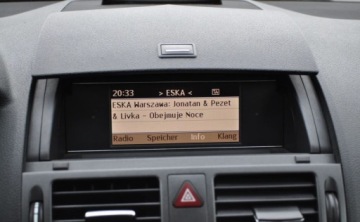 20:33 > ESKA <
ESKA Warszawa: Jonatan & Pezet
& Livka - Obejmuje Noce
Radio Speicher Info Klang